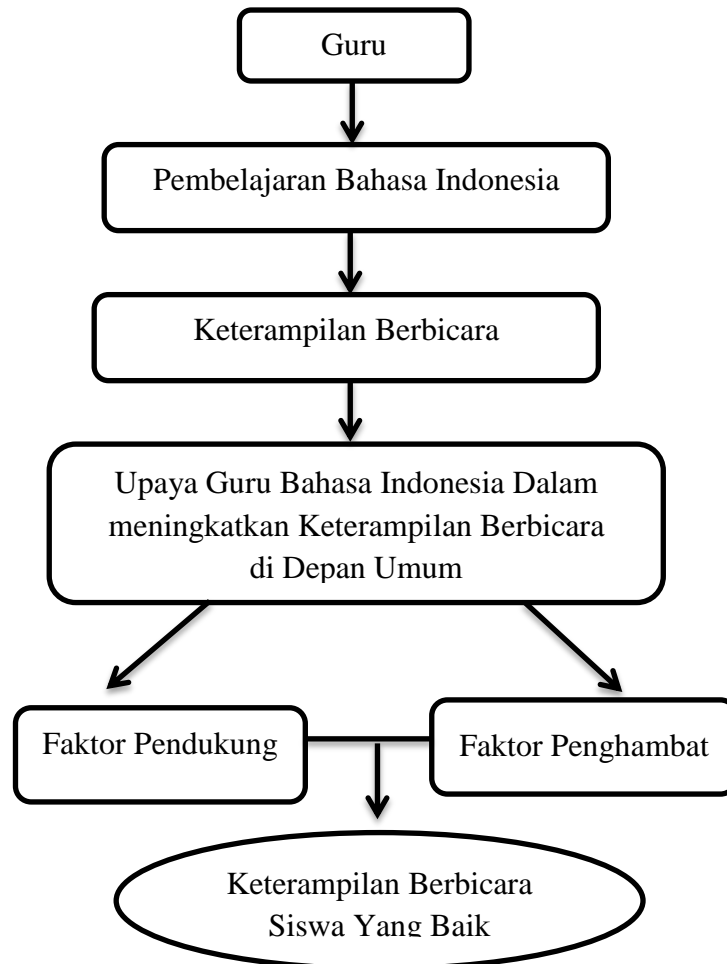 Guru
Pembelajaran Bahasa Indonesia
Keterampilan Berbicara
Upaya Guru Bahasa Indonesia Dalam
meningkatkan Keterampilan Berbicara
di Depan Umum
Faktor Pendukung
Faktor Penghambat
Keterampilan Berbicara
Siswa Yang Baik